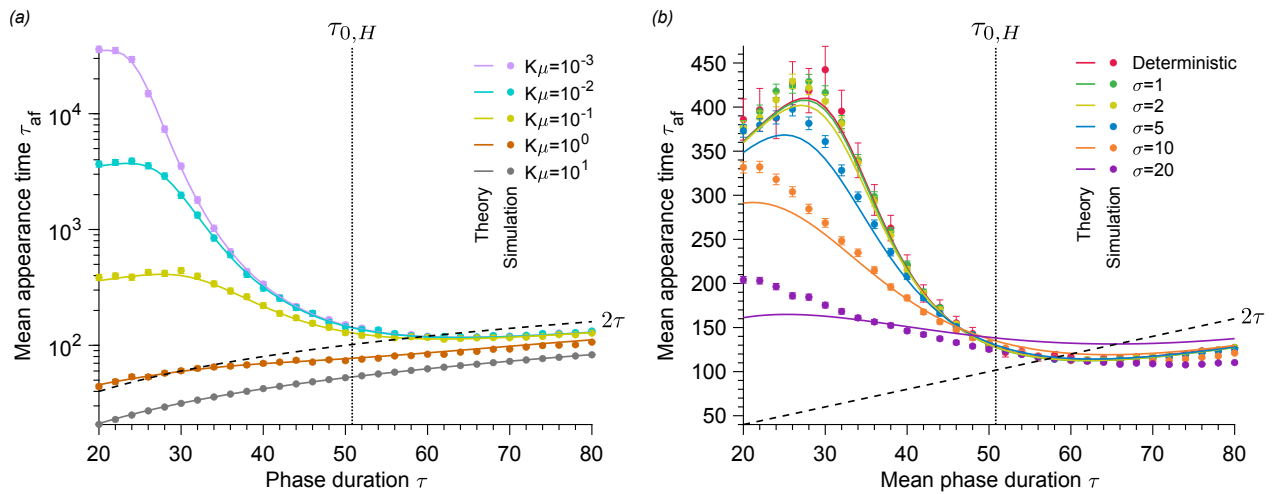 (a)
τ₀,H
Mean appearance time τaf
10⁴
10³
10²
20 30 40 50 60 70 80
Phase duration τ
Kμ=10⁻³
Kμ=10⁻²
Kμ=10⁻¹
Kμ=10⁰
Kμ=10¹
Theory
Simulation
2τ
(b)
τ₀,H
Mean appearance time τaf
450
400
350
300
250
200
150
100
50
20 30 40 50 60 70 80
Mean phase duration τ
Deterministic
σ=1
σ=2
σ=5
σ=10
σ=20
Theory
Simulation
2τ